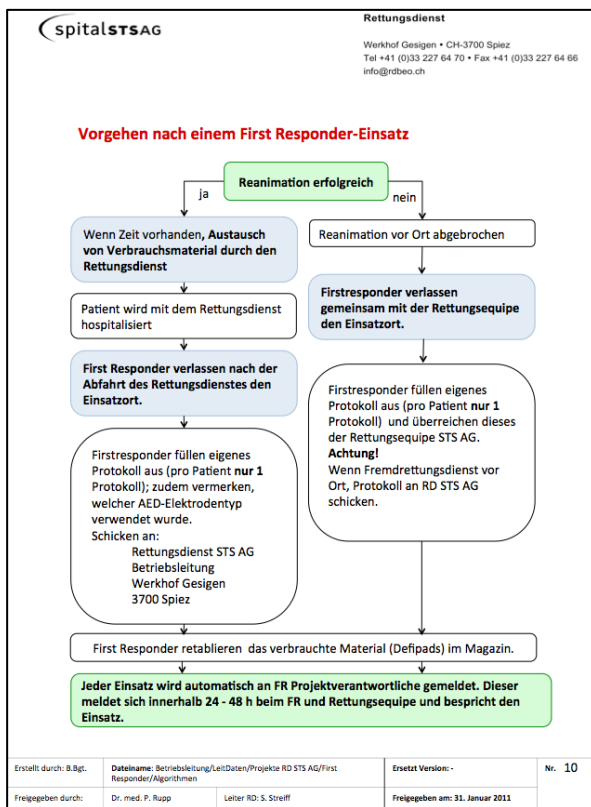 spitalSTSAG
Rettungsdienst
Werkhof Gesigen • CH-3700 Spiez
Tel +41 (0)33 227 64 70 • Fax +41 (0)33 227 64 66
info@rdbeo.ch
Vorgehen nach einem First Responder-Einsatz
Reanimation erfolgreich
ja
nein
Wenn Zeit vorhanden, Austausch
von Verbrauchsmaterial durch den
Rettungsdienst
Patient wird mit dem Rettungsdienst
hospitalisiert
First Responder verlassen nach der
Abfahrt des Rettungsdienstes den
Einsatzort.
Firstresponder füllen eigenes
Protokoll aus (pro Patient nur 1
Protokoll); zudem vermerken,
welcher AED-Elektrodentyp
verwendet wurde.
Schicken an:
Rettungsdienst STS AG
Betriebsleitung
Werkhof Gesigen
3700 Spiez
Reanimation vor Ort abgebrochen
Firstresponder verlassen
gemeinsam mit der Rettungsequipe
den Einsatzort.
Firstresponder füllen eigenes
Protokoll aus (pro Patient nur 1
Protokoll) und überreichen dieses
der Rettungsequipe STS AG.
Achtung!
Wenn Fremdrettungsdienst vor
Ort, Protokoll an RD STS AG
schicken.
First Responder retablieren das verbrauchte Material (Defipads) im Magazin.
Jeder Einsatz wird automatisch an FR Projektverantwortliche gemeldet. Dieser
meldet sich innerhalb 24 - 48 h beim FR und Rettungsequipe und bespricht den
Einsatz.
Erstellt durch: B.Bgt.
Dateiname: Betriebsleitung/LeitDaten/Projekte RD STS AG/First
Responder/Algorithmen
Ersetzt Version: -
Nr. 10
Freigegeben durch:
Dr. med. P. Rupp
Leiter RD: S. Streiff
Freigegeben am: 31. Januar 2011